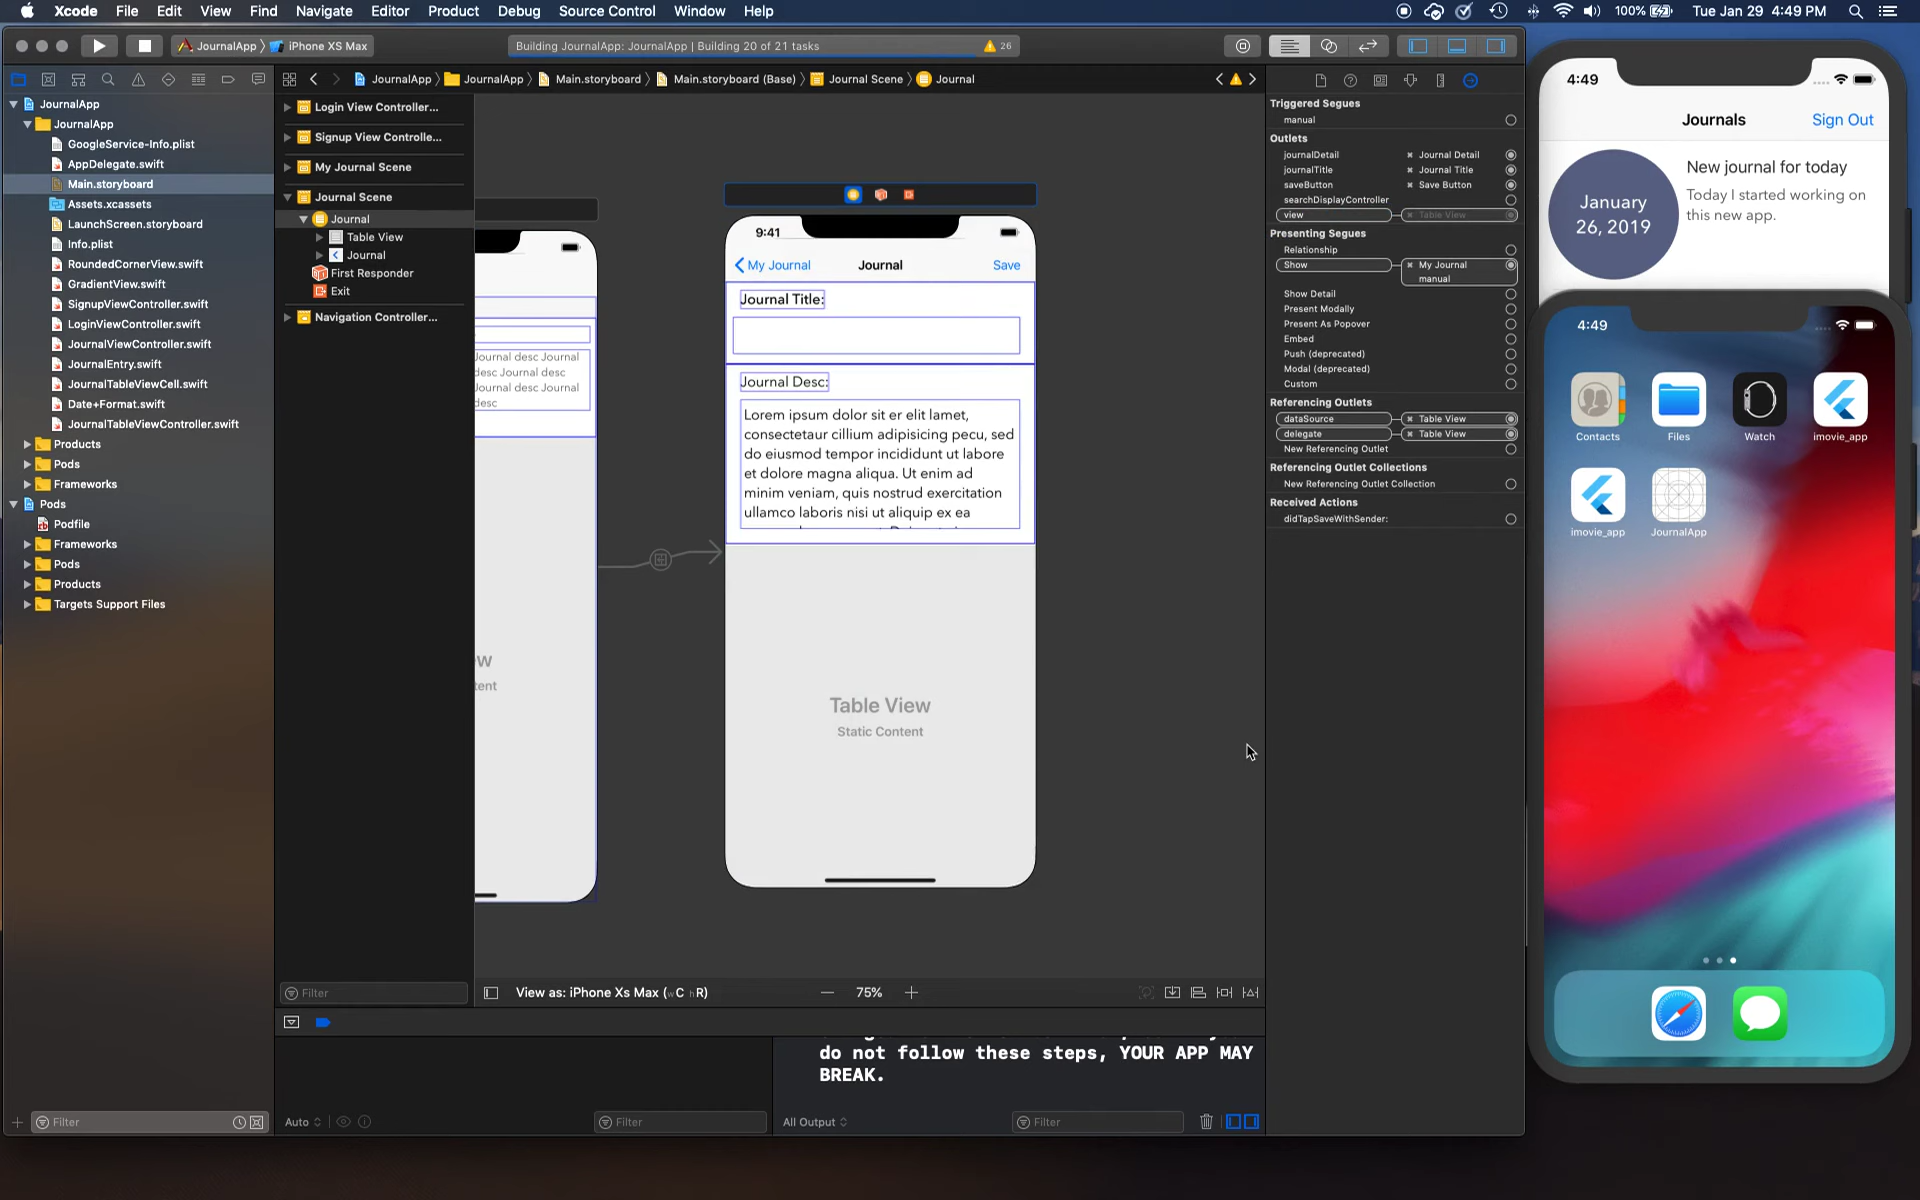 Xcode File Edit View Find Navigate Editor Product Debug Source Control Window Help
100% Tue Jan 29 4:49 PM
JournalApp iPhone XS Max
Building JournalApp: JournalApp | Building 20 of 21 tasks 26
JournalApp JournalApp Main.storyboard Main.storyboard (Base) Journal Scene Journal
JournalApp
JournalApp
GoogleService-Info.plist
AppDelegate.swift
Main.storyboard
Assets.xcassets
LaunchScreen.storyboard
Info.plist
RoundedCornerView.swift
GradientView.swift
SignupViewController.swift
LoginViewController.swift
JournalViewController.swift
JournalEntry.swift
JournalTableViewCell.swift
Date+Format.swift
JournalTableViewController.swift
Products
Pods
Frameworks
Pods
Podfile
Frameworks
Pods
Products
Targets Support Files
Filter
Login View Controller...
Signup View Controlle...
My Journal Scene
Journal Scene
Journal
Table View
Journal
First Responder
Exit
Navigation Controller...
Filter
Journal desc Journal
desc Journal desc
Journal desc Journal
desc
9:41
My Journal Journal Save
Journal Title:
Journal Desc:
Lorem ipsum dolor sit er elit lamet,
consectetaur cillium adipisicing pecu, sed
do eiusmod tempor incididunt ut labore
et dolore magna aliqua. Ut enim ad
minim veniam, quis nostrud exercitation
ullamco laboris nisi ut aliquip ex ea
Table View
Static Content
View as: iPhone Xs Max (wC hR)
75%
do not follow these steps, YOUR APP MAY
BREAK.
Auto
Filter
All Output
Filter
Triggered Segues
manual
Outlets
journalDetail Journal Detail
journalTitle Journal Title
saveButton Save Button
searchDisplayController
view Table View
Presenting Segues
Relationship
Show My Journal
manual
Show Detail
Present Modally
Present As Popover
Embed
Push (deprecated)
Modal (deprecated)
Custom
Referencing Outlets
dataSource Table View
delegate Table View
New Referencing Outlet
Referencing Outlet Collections
New Referencing Outlet Collection
Received Actions
didTapSaveWithSender:
4:49
Journals Sign Out
January
26, 2019
New journal for today
Today I started working on
this new app.
4:49
Contacts Files Watch imovie_app
imovie_app JournalApp